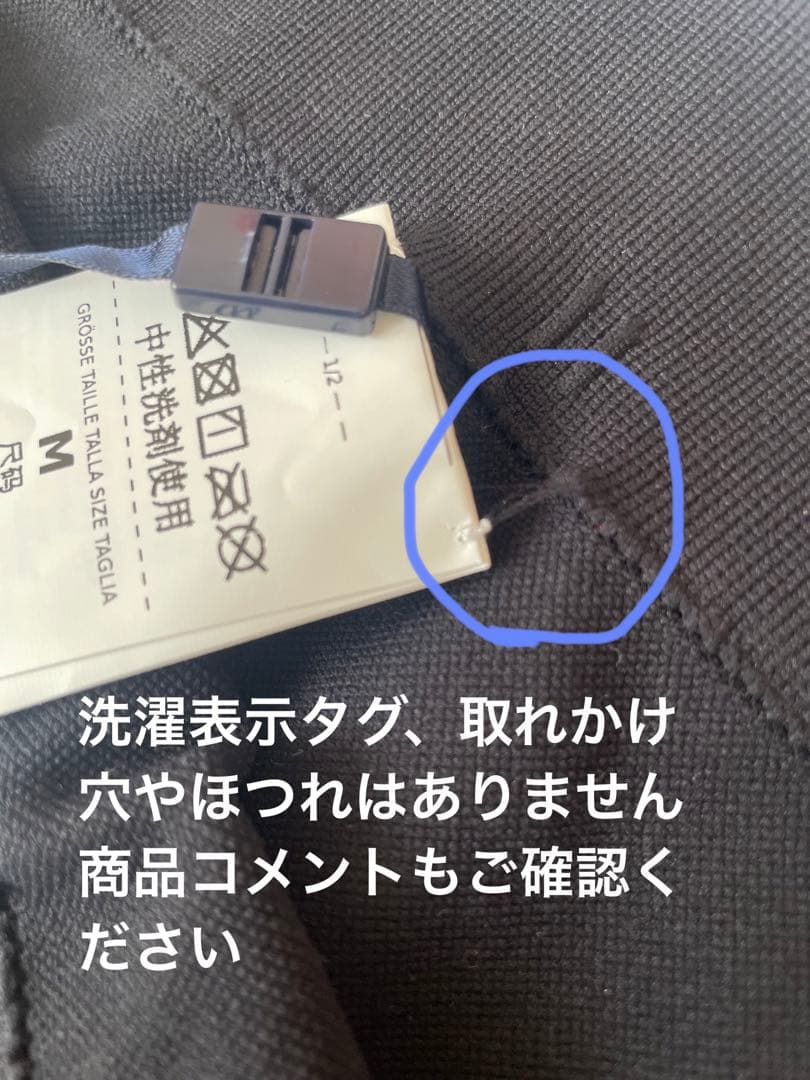 — 1/2 — —
中性洗剤使用
GRÖSSE TAILLE TALLA SIZE TAGLIA
M
尺码
洗濯表示タグ、取れかけ
穴やほつれはありません
商品コメントもご確認く
ださい